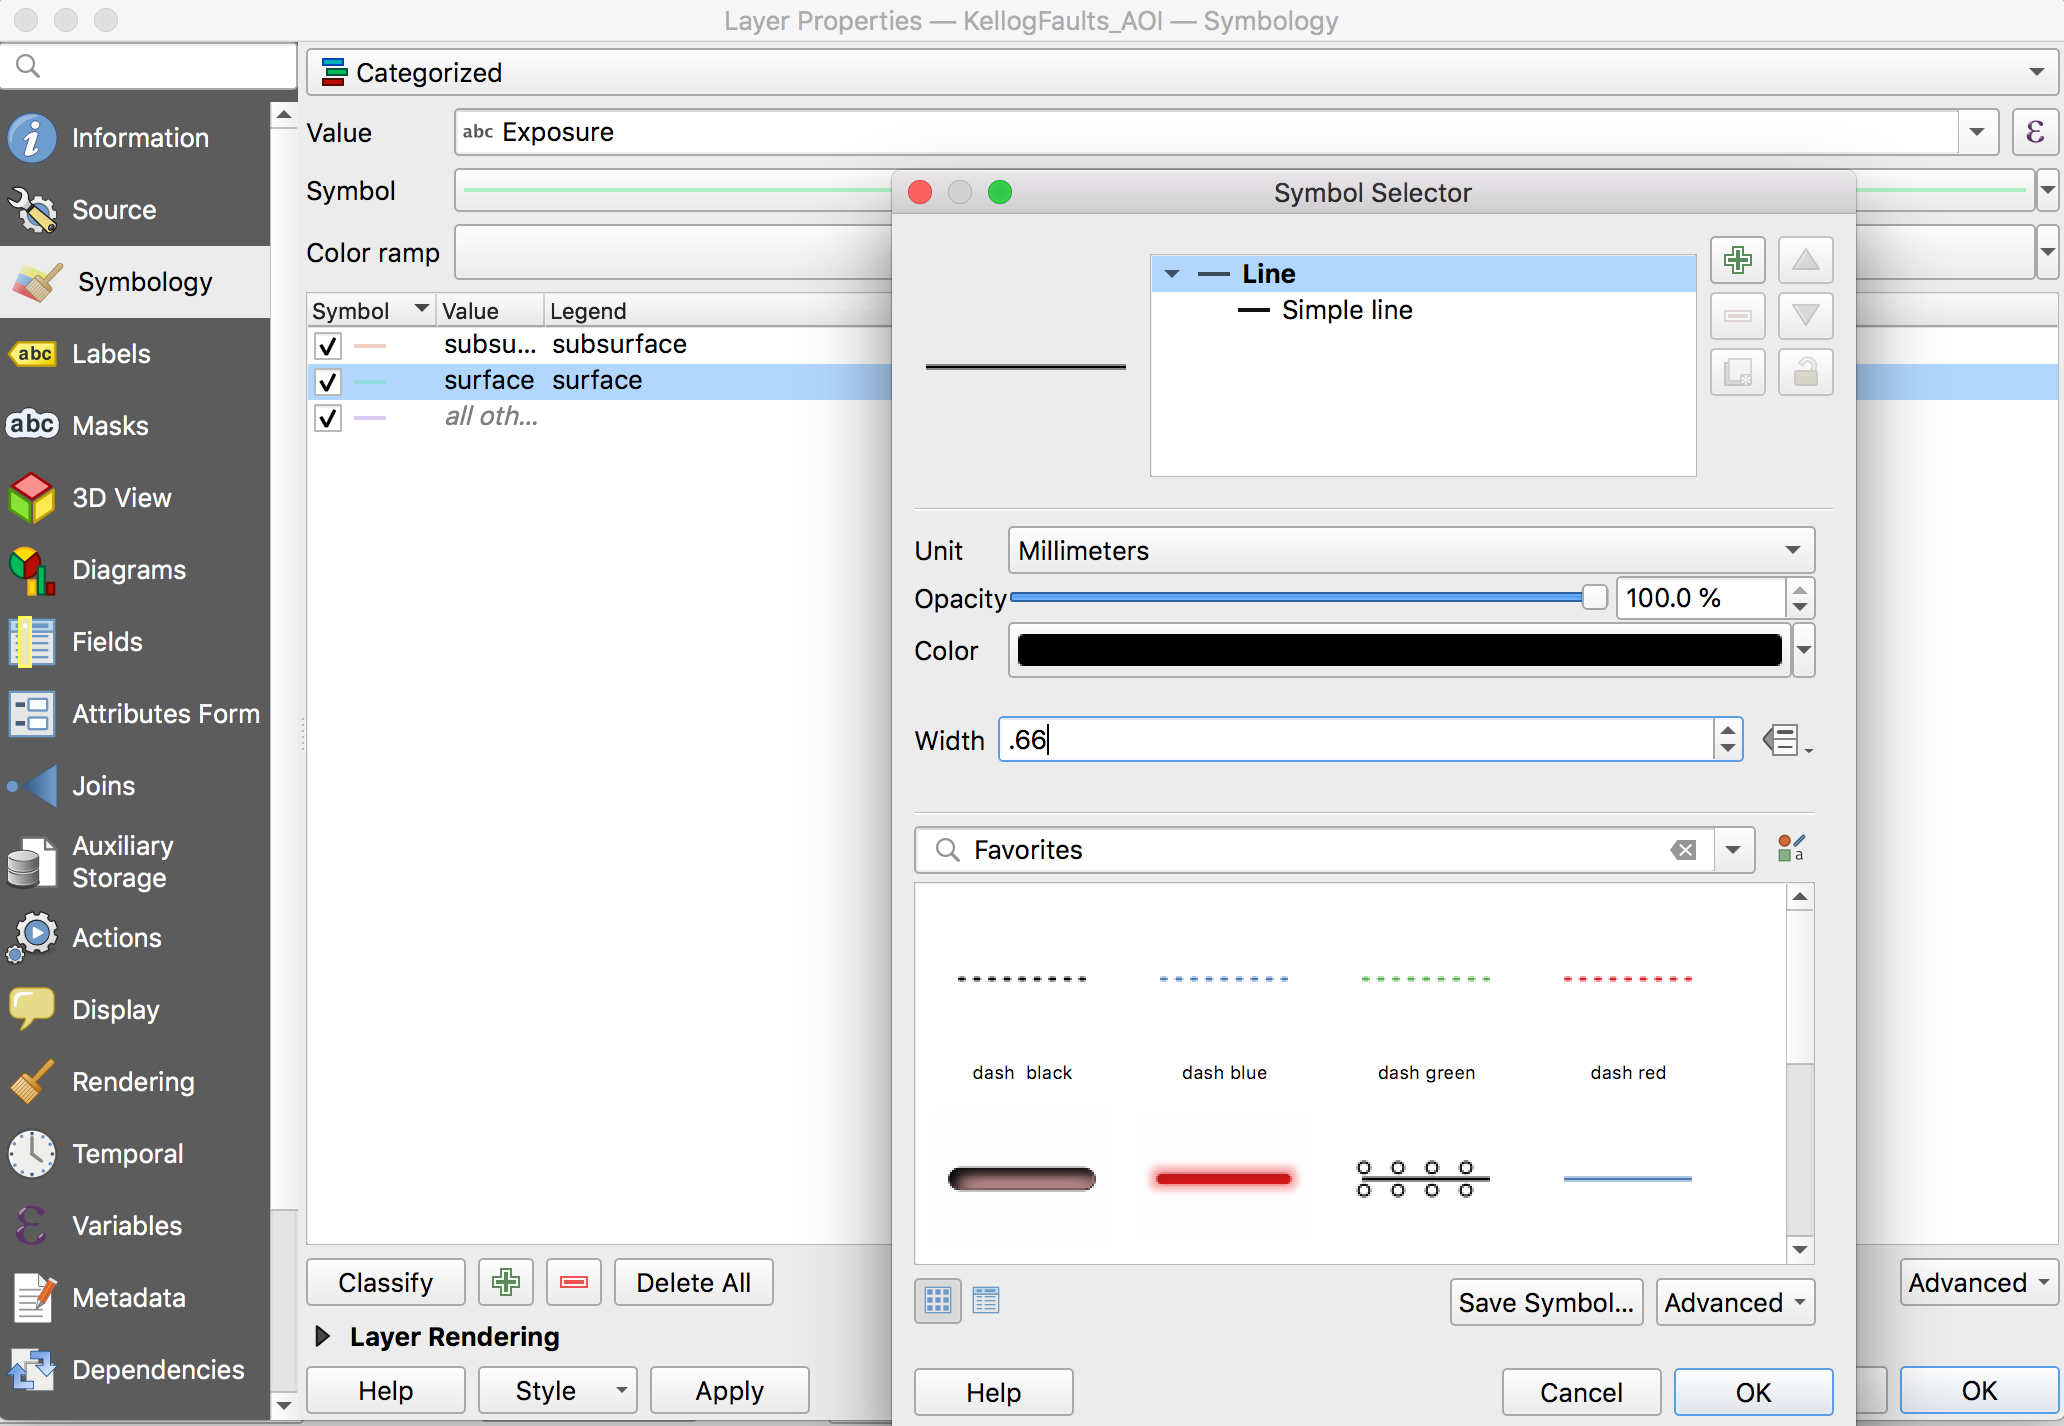 Layer Properties — KellogFaults_AOI — Symbology
Categorized
Information
Source
Symbology
Labels
abc
Masks
abc
3D View
Diagrams
Fields
Attributes Form
Joins
Auxiliary
Storage
Actions
Display
Rendering
Temporal
Variables
Metadata
Dependencies
Value
abc Exposure
ε
Symbol
Color ramp
Symbol Value Legend
subsu... subsurface
surface surface
all oth...
Classify
Delete All
Advanced
Layer Rendering
Help
Style
Apply
OK
Symbol Selector
Line
Simple line
Unit Millimeters
Opacity 100.0 %
Color
Width .66
Favorites
a
dash  black
dash blue
dash green
dash red
Save Symbol...
Advanced
Help
Cancel
OK